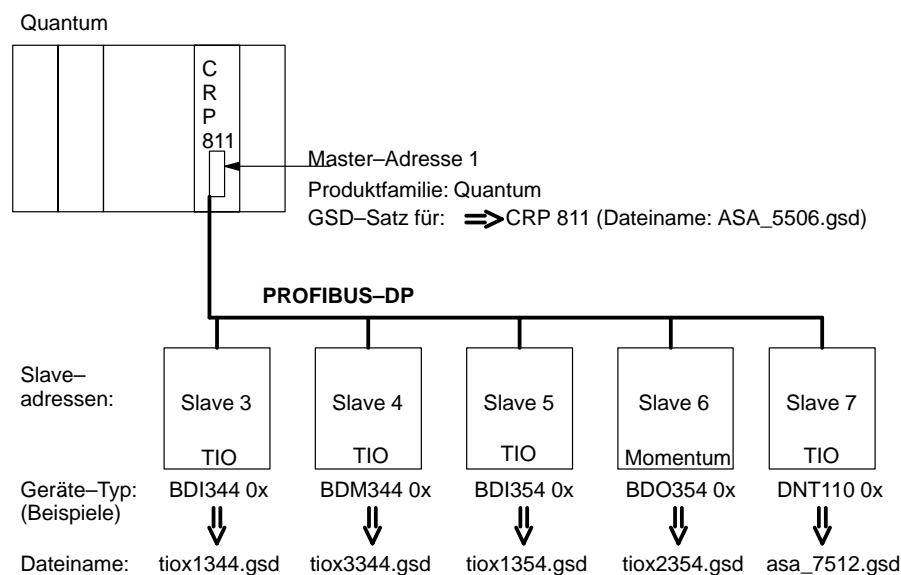 Quantum
C
R
P
811
Master–Adresse 1
Produktfamilie: Quantum
GSD–Satz für: CRP 811 (Dateiname: ASA_5506.gsd)
PROFIBUS–DP
Slave–
adressen:
Slave 3 Slave 4 Slave 5 Slave 6 Slave 7
TIO TIO TIO Momentum TIO
Geräte–Typ: BDI344 0x BDM344 0x BDI354 0x BDO354 0x DNT110 0x
(Beispiele)
Dateiname: tiox1344.gsd tiox3344.gsd tiox1354.gsd tiox2354.gsd asa_7512.gsd